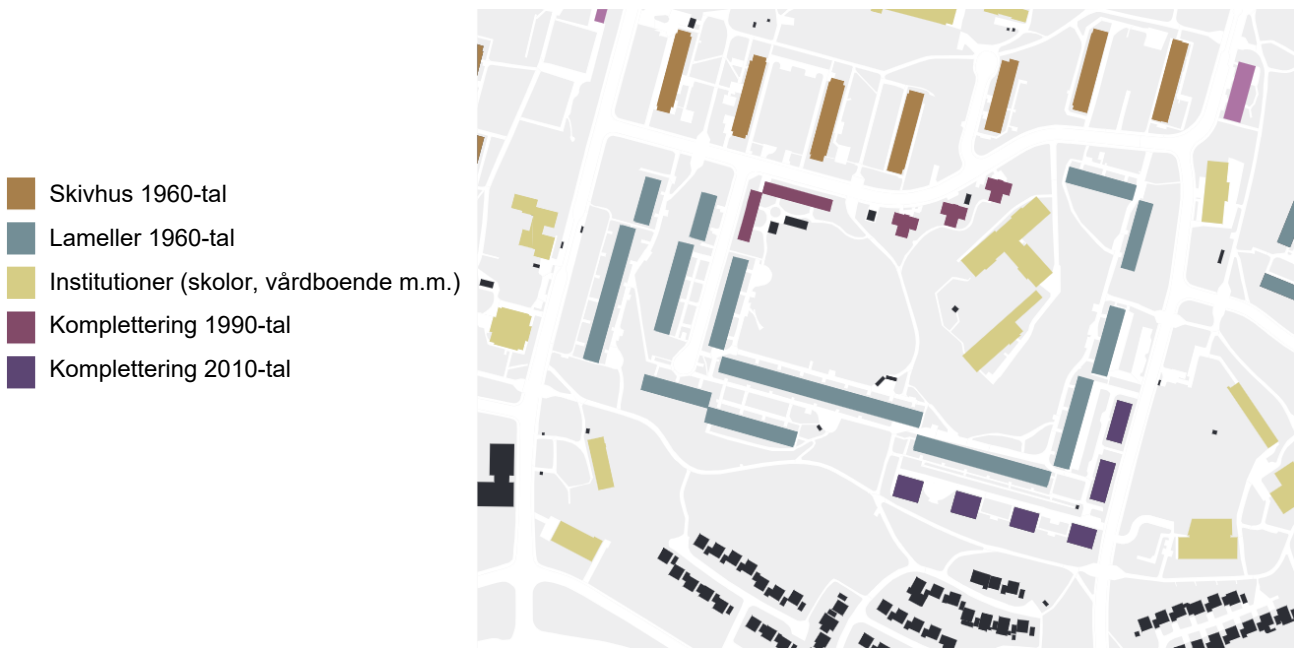 Skivhus 1960-tal
Lameller 1960-tal
Institutioner (skolor, vårdboende m.m.)
Komplettering 1990-tal
Komplettering 2010-tal